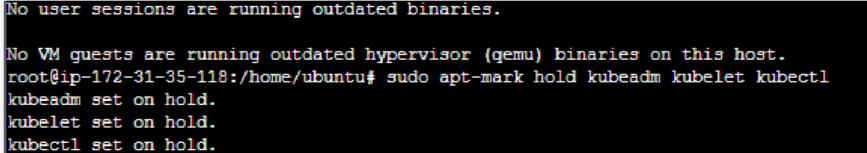 No user sessions are running outdated binaries.
No VM guests are running outdated hypervisor (qemu) binaries on this host.
root@ip-172-31-35-118:/home/ubuntu# sudo apt-mark hold kubeadm kubelet kubectl
kubeadm set on hold.
kubelet set on hold.
kubectl set on hold.